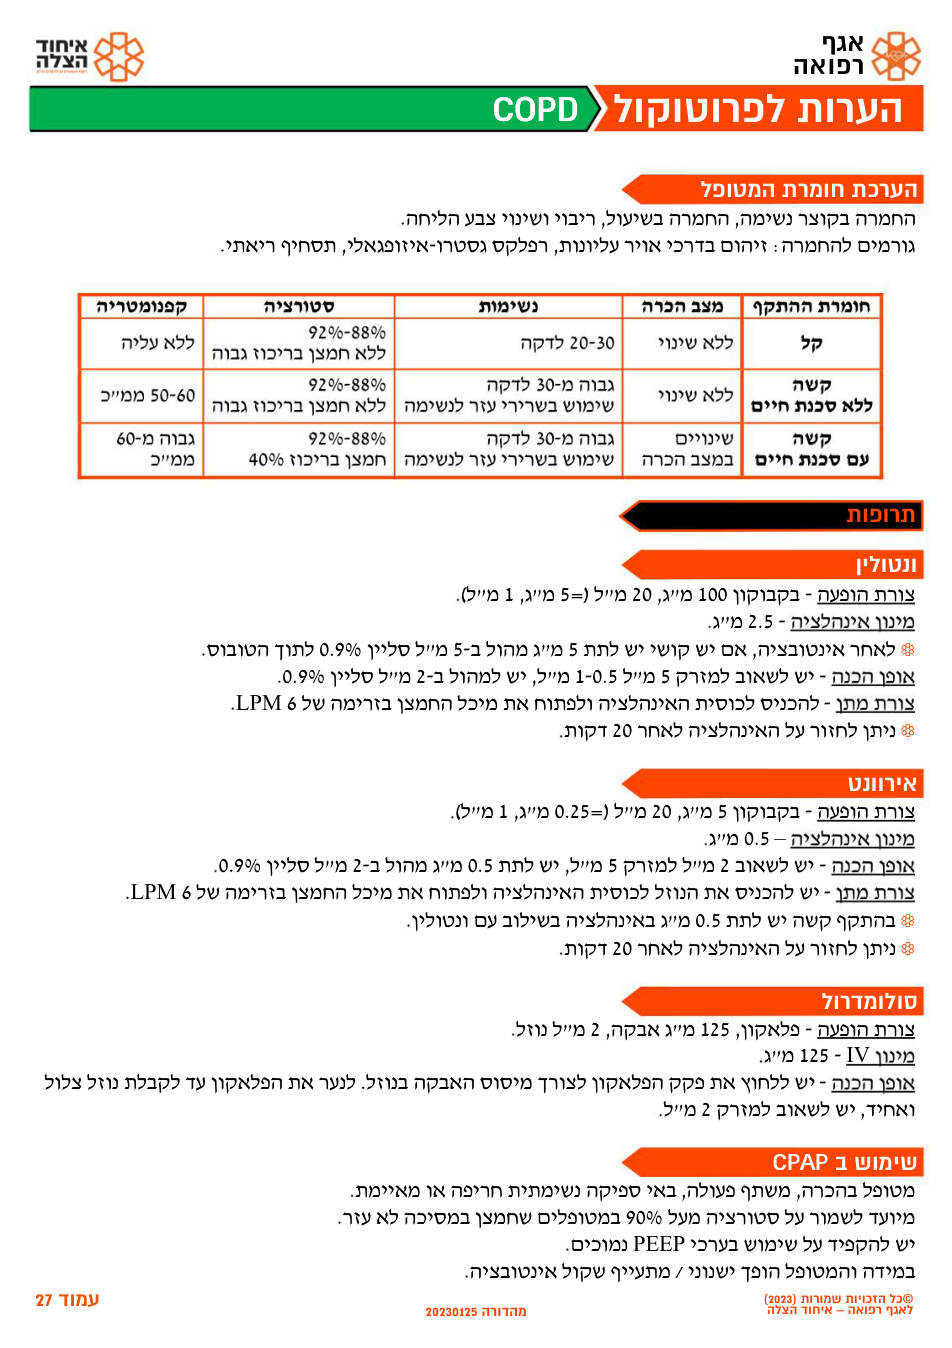 אגף
רפואה
איחוד
הצלה
הערות לפרוטוקול COPD
הערכת חומרת המטופל
החמרה בקוצר נשימה, החמרה בשיעול, ריבוי ושינוי צבע הליחה.
גורמים להחמרה: זיהום בדרכי אויר עליונות, רפלקס גסטרו-איזופגאלי, תסחיף ריאתי.
חומרת ההתקף מצב הכרה נשימות סטורציה קפנומטריה
קל ללא שינוי 20-30 לדקה 88%-92% ללא עליה
ללא חמצן בריכוז גבוה
קשה ללא שינוי גבוה מ-30 לדקה 88%-92% 50-60 ממ״כ
ללא סכנת חיים שימוש בשרירי עזר לנשימה ללא חמצן בריכוז גבוה
קשה שינויים גבוה מ-30 לדקה 88%-92% גבוה מ-60
עם סכנת חיים במצב הכרה שימוש בשרירי עזר לנשימה חמצן בריכוז 40% ממ״כ
תרופות
ונטולין
צורת הופעה - בקבוקון 100 מ״ג, 20 מ״ל (=5 מ״ג, 1 מ״ל).
מינון אינהלציה - 2.5 מ״ג.
לאחר אינטובציה, אם יש קושי יש לתת 5 מ״ג מהול ב-5 מ״ל סליין 0.9% לתוך הטובוס.
אופן הכנה - יש לשאוב למזרק 5 מ״ל 1-0.5 מ״ל, יש למהול ב-2 מ״ל סליין 0.9%.
צורת מתן - להכניס לכוסית האינהלציה ולפתוח את מיכל החמצן בזרימה של 6 LPM.
ניתן לחזור על האינהלציה לאחר 20 דקות.
אירוונט
צורת הופעה - בקבוקון 5 מ״ג, 20 מ״ל (=0.25 מ״ג, 1 מ״ל).
מינון אינהלציה – 0.5 מ״ג.
אופן הכנה - יש לשאוב 2 מ״ל למזרק 5 מ״ל, יש לתת 0.5 מ״ג מהול ב-2 מ״ל סליין 0.9%.
צורת מתן - יש להכניס את הנוזל לכוסית האינהלציה ולפתוח את מיכל החמצן בזרימה של 6 LPM.
בהתקף קשה יש לתת 0.5 מ״ג באינהלציה בשילוב עם ונטולין.
ניתן לחזור על האינהלציה לאחר 20 דקות.
סולומדרול
צורת הופעה - פלאקון, 125 מ״ג אבקה, 2 מ״ל נוזל.
מינון IV - 125 מ״ג.
אופן הכנה - יש ללחוץ את פקק הפלאקון לצורך מיסוס האבקה בנוזל. לנער את הפלאקון עד לקבלת נוזל צלול
ואחיד, יש לשאוב למזרק 2 מ״ל.
שימוש ב CPAP
מטופל בהכרה, משתף פעולה, באי ספיקה נשימתית חריפה או מאיימת.
מיועד לשמור על סטורציה מעל 90% במטופלים שחמצן במסיכה לא עזר.
יש להקפיד על שימוש בערכי PEEP נמוכים.
במידה והמטופל הופך ישנוני / מתעייף שקול אינטובציה.
©כל הזכויות שמורות (2023)
לאגף רפואה – איחוד הצלה
מהדורה 20230125
עמוד 27